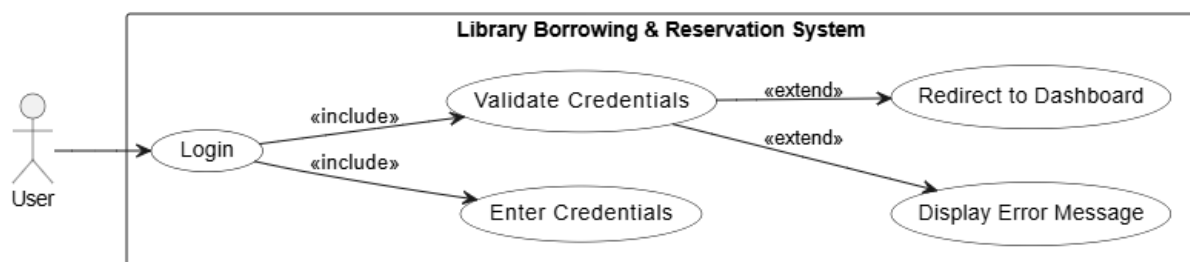 Library Borrowing & Reservation System
User
Login
«include»
«include»
Validate Credentials
Enter Credentials
«extend»
«extend»
Redirect to Dashboard
Display Error Message